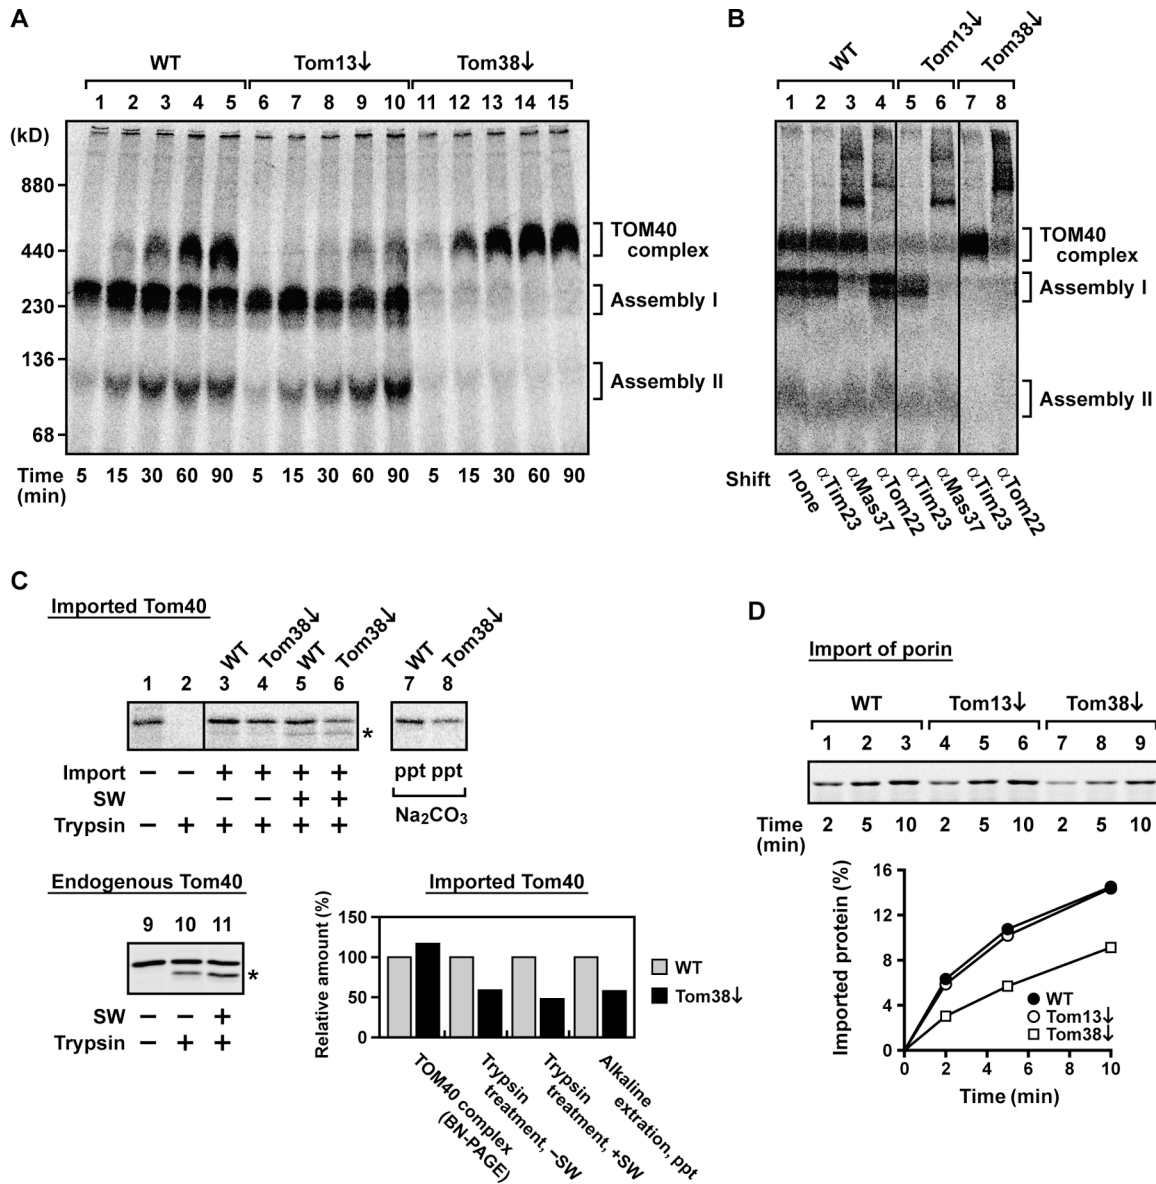 A
WT Tom13↓ Tom38↓
1 2 3 4 5 6 7 8 9 10 11 12 13 14 15
(kD)
880
440
230
136
68
TOM40
complex
Assembly I
Assembly II
Time 5 15 30 60 90 5 15 30 60 90 5 15 30 60 90
(min)
B
WT Tom13↓ Tom38↓
1 2 3 4 5 6 7 8
TOM40
complex
Assembly I
Assembly II
Shift none αTim23 αMas37 αTom22 αTim23 αMas37 αTim23 αTom22
C
Imported Tom40
WT Tom38↓ WT Tom38↓ WT Tom38↓
1 2 3 4 5 6 7 8
*
Import − − + + + + ppt ppt
SW − − + +
Na2CO3
Trypsin − + + + + +
Endogenous Tom40
9 10 11
*
SW − − +
Trypsin − + +
Imported Tom40
Relative amount (%)
150
100
50
0
WT
Tom38↓
TOM40 complex
(BN-PAGE)
Trypsin
treatment, −SW
Trypsin
treatment, +SW
Alkaline
extration, ppt
D
Import of porin
WT Tom13↓ Tom38↓
1 2 3 4 5 6 7 8 9
Time 2 5 10 2 5 10 2 5 10
(min)
Imported protein (%)
16
12
8
4
0
WT
Tom13↓
Tom38↓
0 2 4 6 8 10
Time (min)